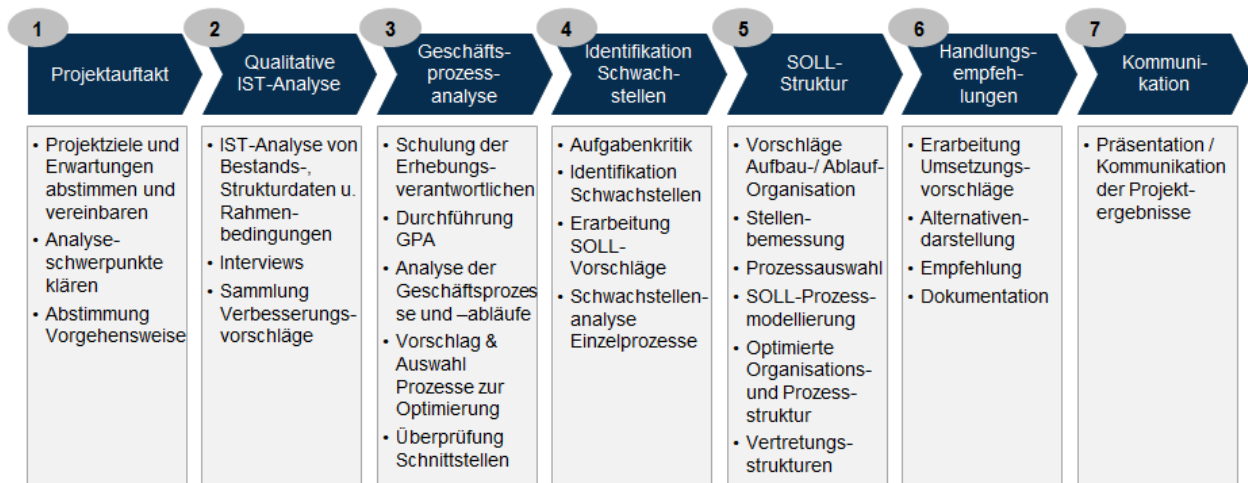 1
Projektauftakt
2
Qualitative
IST-Analyse
3
Geschäfts-
prozess-
analyse
4
Identifikation
Schwach-
stellen
5
SOLL-
Struktur
6
Handlungs-
empfeh-
lungen
7
Kommuni-
kation
• Projektziele und
Erwartungen
abstimmen und
vereinbaren
• Analyse-
schwerpunkte
klären
• Abstimmung
Vorgehensweise
• IST-Analyse von
Bestands-,
Strukturdaten u.
Rahmen-
bedingungen
• Interviews
• Sammlung
Verbesserungs-
vorschläge
• Schulung der
Erhebungs-
verantwortlichen
• Durchführung
GPA
• Analyse der
Geschäftsprozes
se und –abläufe
• Vorschlag &
Auswahl
Prozesse zur
Optimierung
• Überprüfung
Schnittstellen
• Aufgabenkritik
• Identifikation
Schwachstellen
• Erarbeitung
SOLL-
Vorschläge
• Schwachstellen-
analyse
Einzelprozesse
• Vorschläge
Aufbau-/ Ablauf-
Organisation
• Stellen-
bemessung
• Prozessauswahl
• SOLL-Prozess-
modellierung
• Optimierte
Organisations-
und Prozess-
struktur
• Vertretungs-
strukturen
• Erarbeitung
Umsetzungs-
vorschläge
• Alternativen-
darstellung
• Empfehlung
• Dokumentation
• Präsentation /
Kommunikation
der Projekt-
ergebnisse